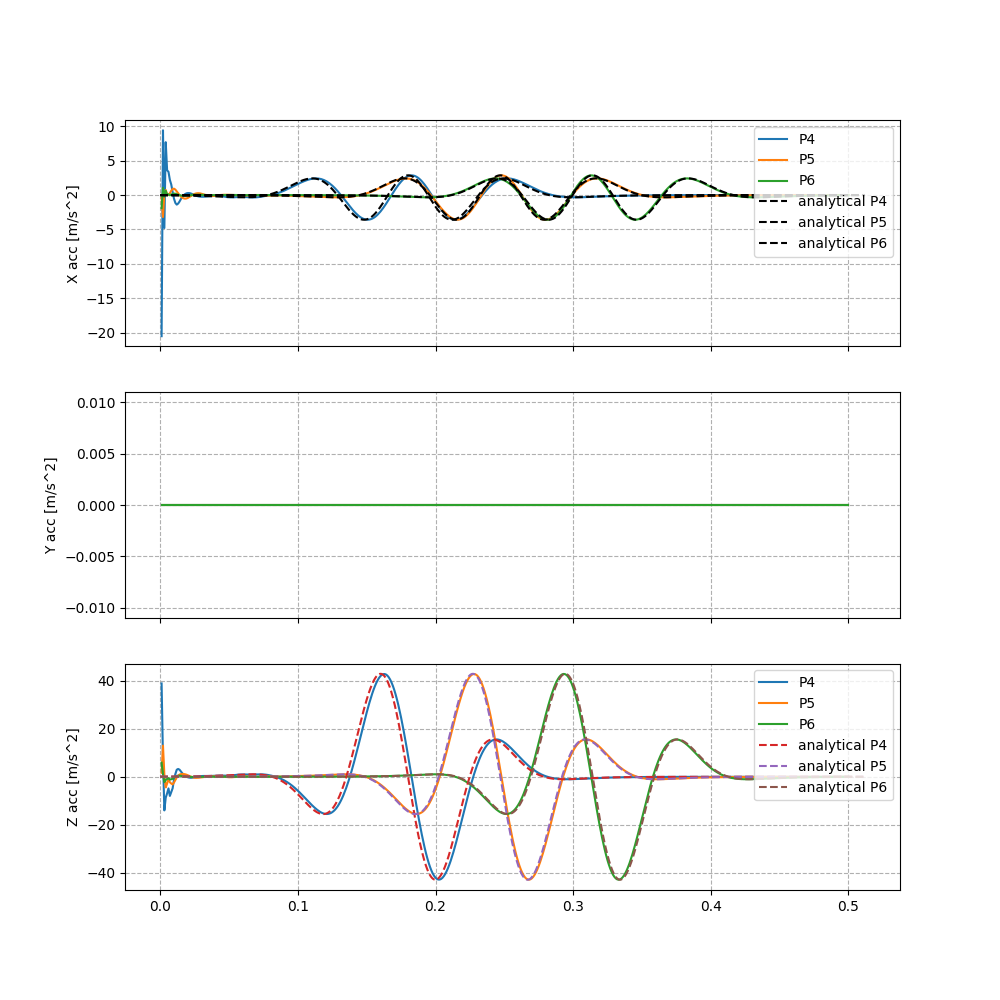 X acc [m/s^2]
10
5
0
−5
−10
−15
−20
P4
P5
P6
analytical P4
analytical P5
analytical P6
Y acc [m/s^2]
0.010
0.005
0.000
−0.005
−0.010
Z acc [m/s^2]
40
20
0
−20
−40
P4
P5
P6
analytical P4
analytical P5
analytical P6
0.0 0.1 0.2 0.3 0.4 0.5